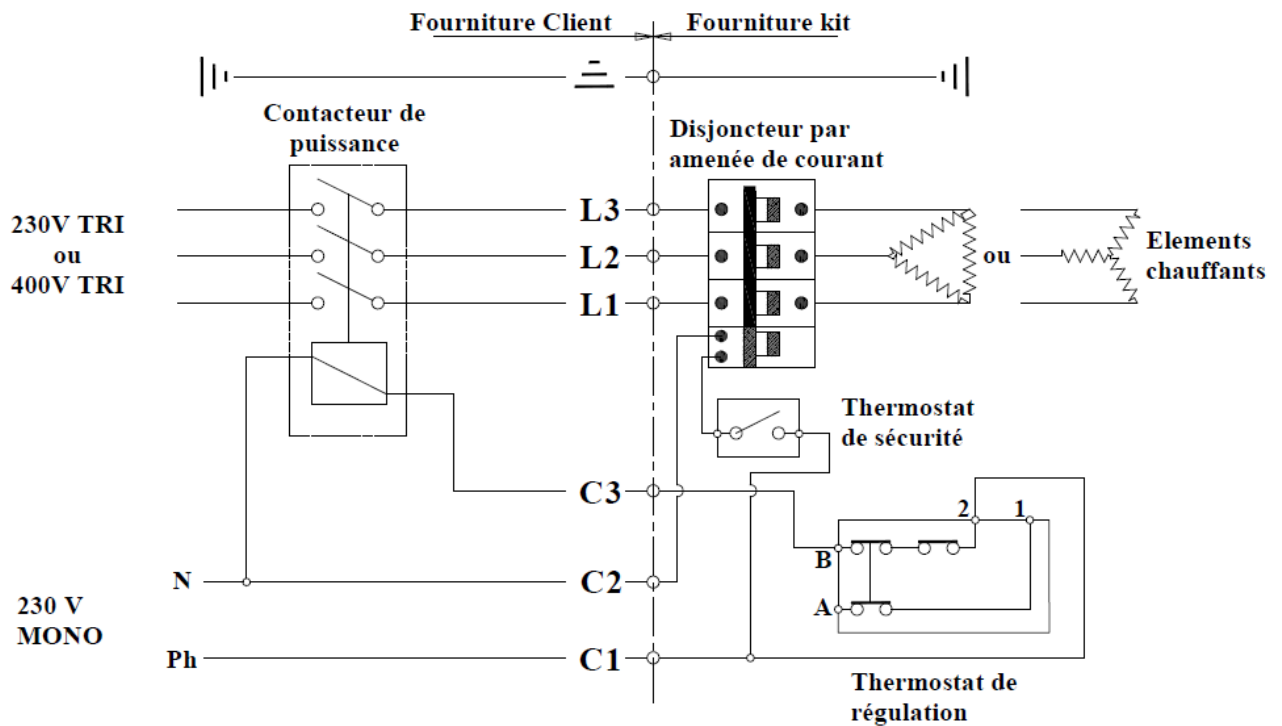 Fourniture Client
Fourniture kit
Contacteur de
puissance
Disjoncteur par
amenée de courant
230V TRI
ou
400V TRI
L3
L2
L1
ou
Elements
chauffants
Thermostat
de sécurité
C3
2
1
B
A
N
C2
230 V
MONO
Ph
C1
Thermostat de
régulation